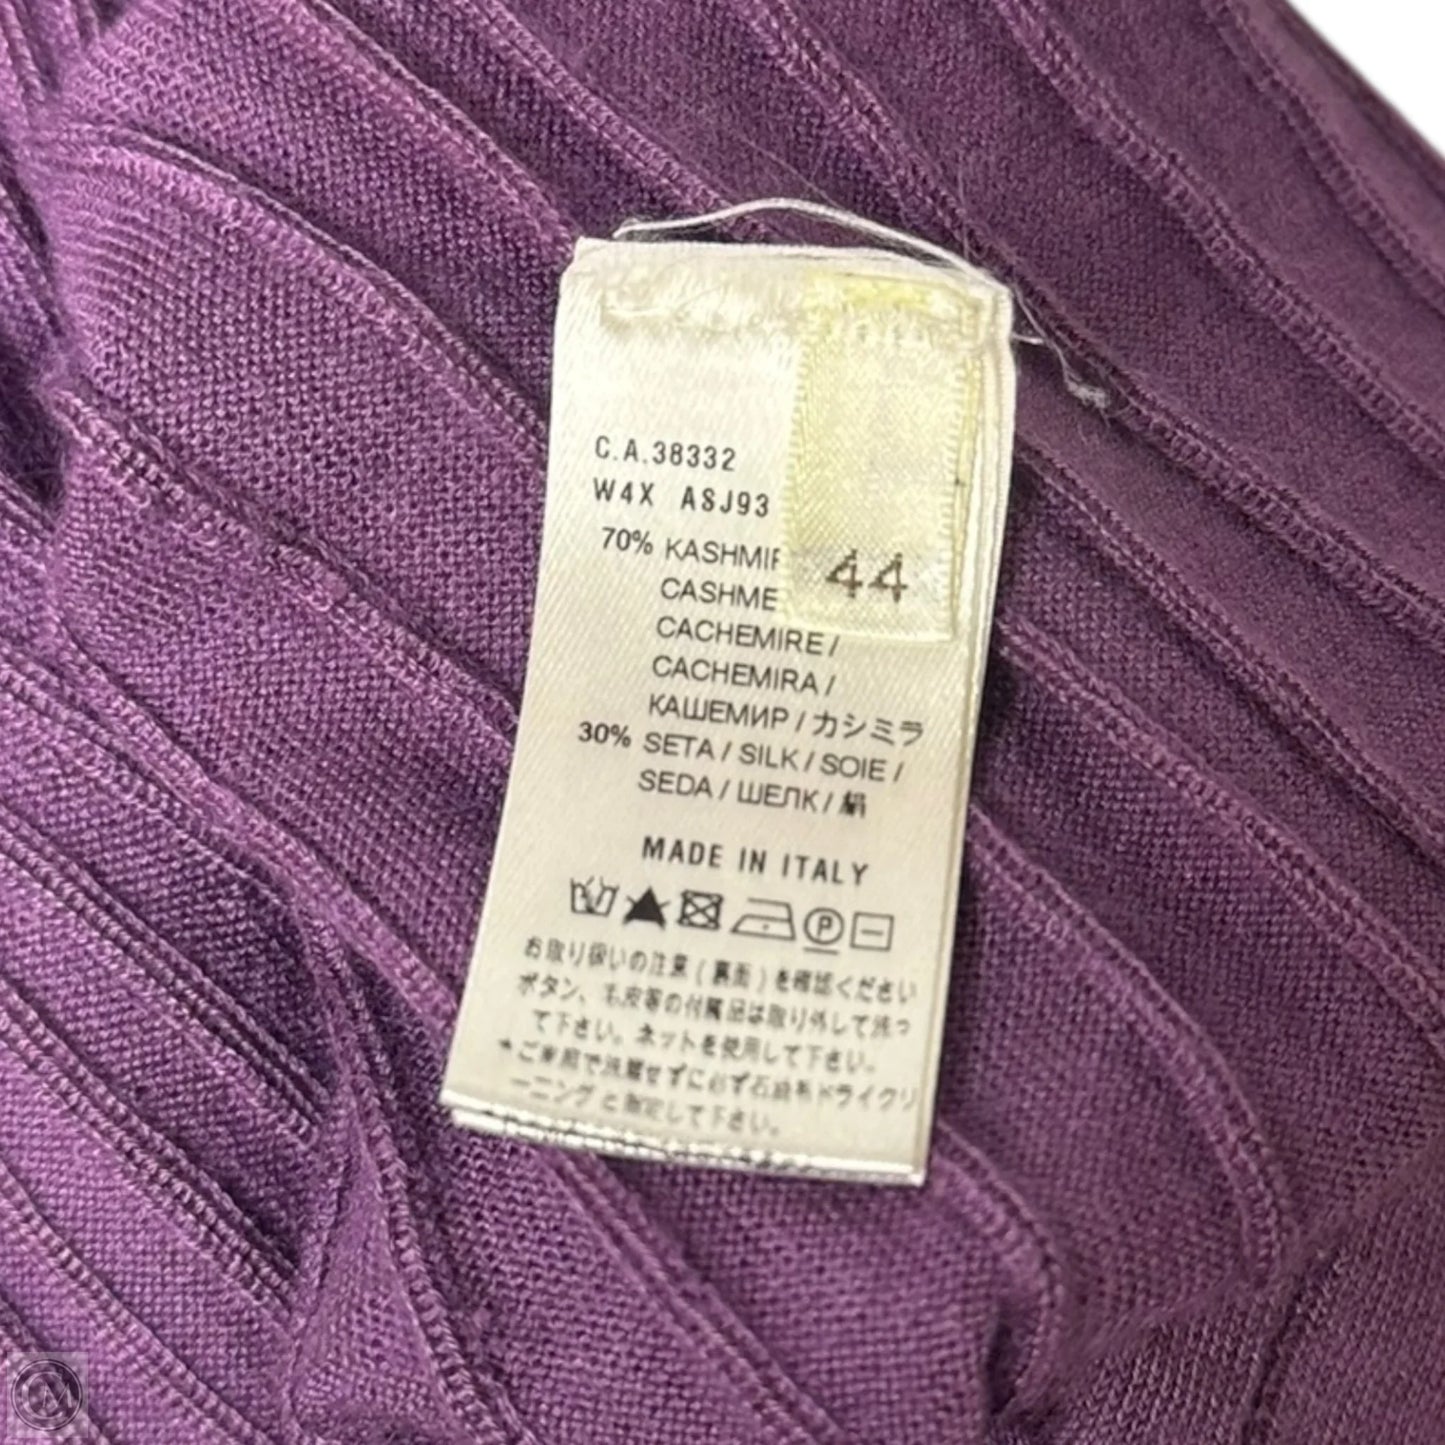 C.A.38332
W4X ASJ93
44
70% KASHMIR
CASHME
CACHEMIRE /
CACHEMIRA /
КАШЕМИР / カシミラ
30% SETA / SILK / SOIE /
SEDA / ШЕЛК / 絹
MADE IN ITALY
P
お取り扱いの注意 ( 裏面 ) を確認ください
ボタン、毛皮等の付属品は取り外して洗っ
て下さい。ネットを使用して下さい。
ご家庭で洗濯せずに必ず石油系ドライクリ
ーニングと指定して下さい。